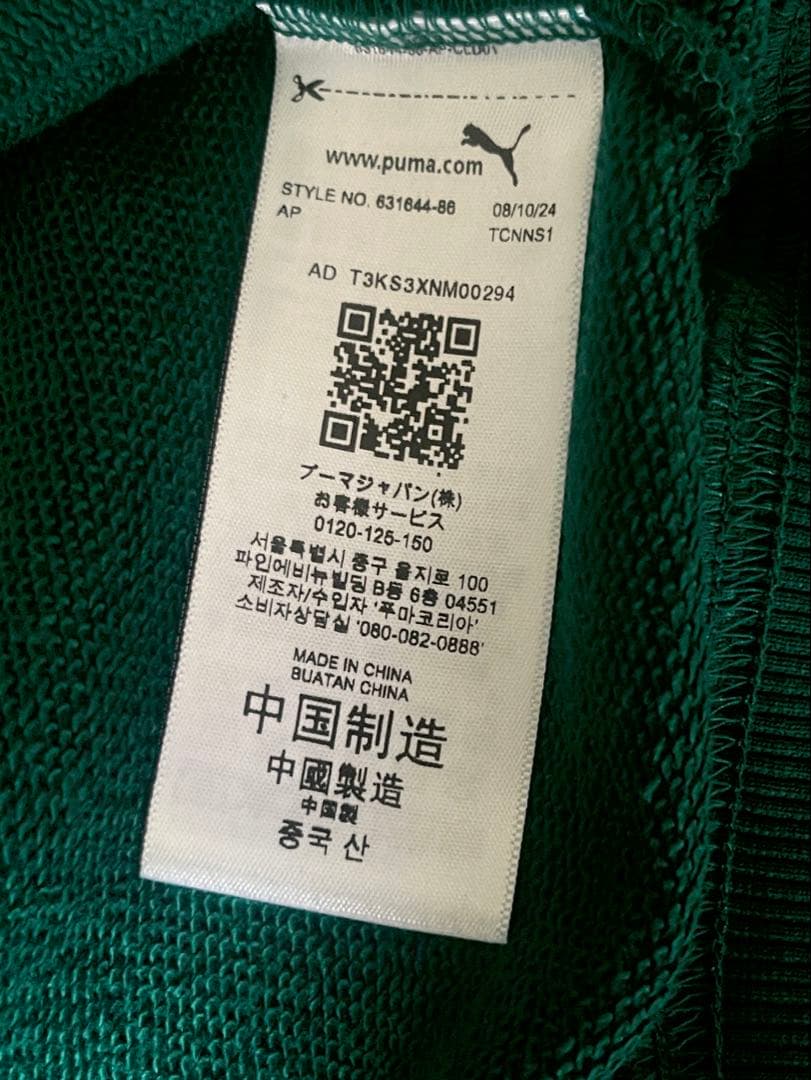 www.puma.com
STYLE NO. 631644-86 08/10/24
AP TCNNS1
AD T3KS3XNM00294
プーマジャパン(株)
お客様サービス
0120-125-150
서울특별시 중구 을지로 100
파인에비뉴빌딩 B동 6층 04551
제조자/수입자 '푸마코리아'
소비자상담실 '080-082-0888'
MADE IN CHINA
BUATAN CHINA
中国制造
中國製造
中国製
중국 산